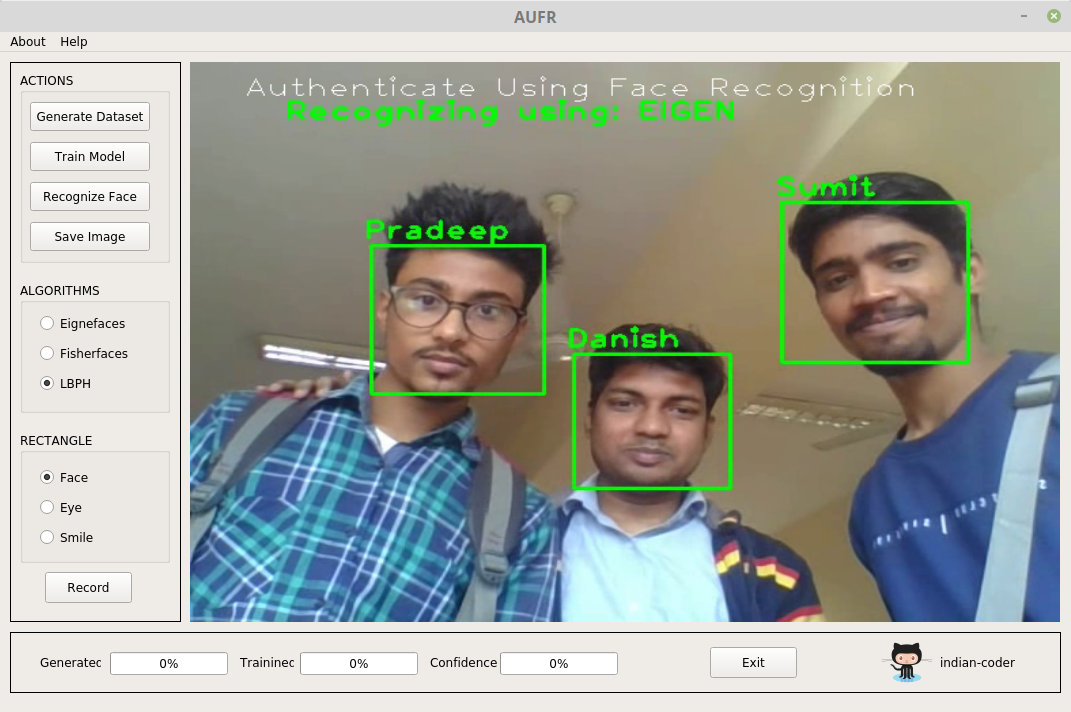 AUFR
About Help
ACTIONS
Generate Dataset
Train Model
Recognize Face
Save Image
ALGORITHMS
Eignefaces
Fisherfaces
LBPH
RECTANGLE
Face
Eye
Smile
Record
Authenticate Using Face Recognition
Recognizing using: EIGEN
Pradeep
Sumit
Danish
Generatec 0% Traininec 0% Confidence 0% Exit indian-coder